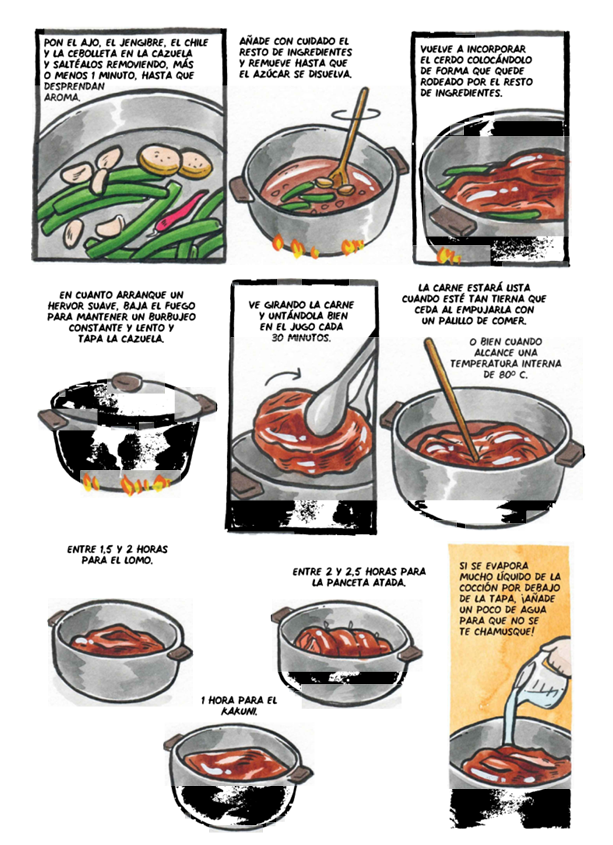 PON EL AJO, EL JENGIBRE, EL CHILE
Y LA CEBOLLETA EN LA CAZUELA
Y SALTÉALOS REMOVIENDO, MÁS
O MENOS 1 MINUTO, HASTA QUE
DESPRENDAN
AROMA.
AÑADE CON CUIDADO EL
RESTO DE INGREDIENTES
Y REMUEVE HASTA QUE
EL AZÚCAR SE DISUELVA.
VUELVE A INCORPORAR
EL CERDO COLOCÁNDOLO
DE FORMA QUE QUEDE
RODEADO POR EL RESTO
DE INGREDIENTES.
EN CUANTO ARRANQUE UN
HERVOR SUAVE, BAJA EL FUEGO
PARA MANTENER UN BURBUJEO
CONSTANTE Y LENTO Y
TAPA LA CAZUELA.
VE GIRANDO LA CARNE
Y UNTÁNDOLA BIEN
EN EL JUGO CADA
30 MINUTOS.
LA CARNE ESTARÁ LISTA
CUANDO ESTÉ TAN TIERNA QUE
CEDA AL EMPUJARLA CON
UN PALILLO DE COMER.
O BIEN CUANDO
ALCANCE UNA
TEMPERATURA INTERNA
DE 80º C.
ENTRE 1,5 Y 2 HORAS
PARA EL LOMO.
ENTRE 2 Y 2,5 HORAS PARA
LA PANCETA ATADA.
1 HORA PARA EL
KAKUNI.
SI SE EVAPORA
MUCHO LÍQUIDO DE LA
COCCIÓN POR DEBAJO
DE LA TAPA, ¡AÑADE
UN POCO DE AGUA
PARA QUE NO SE
TE CHAMUSQUE!